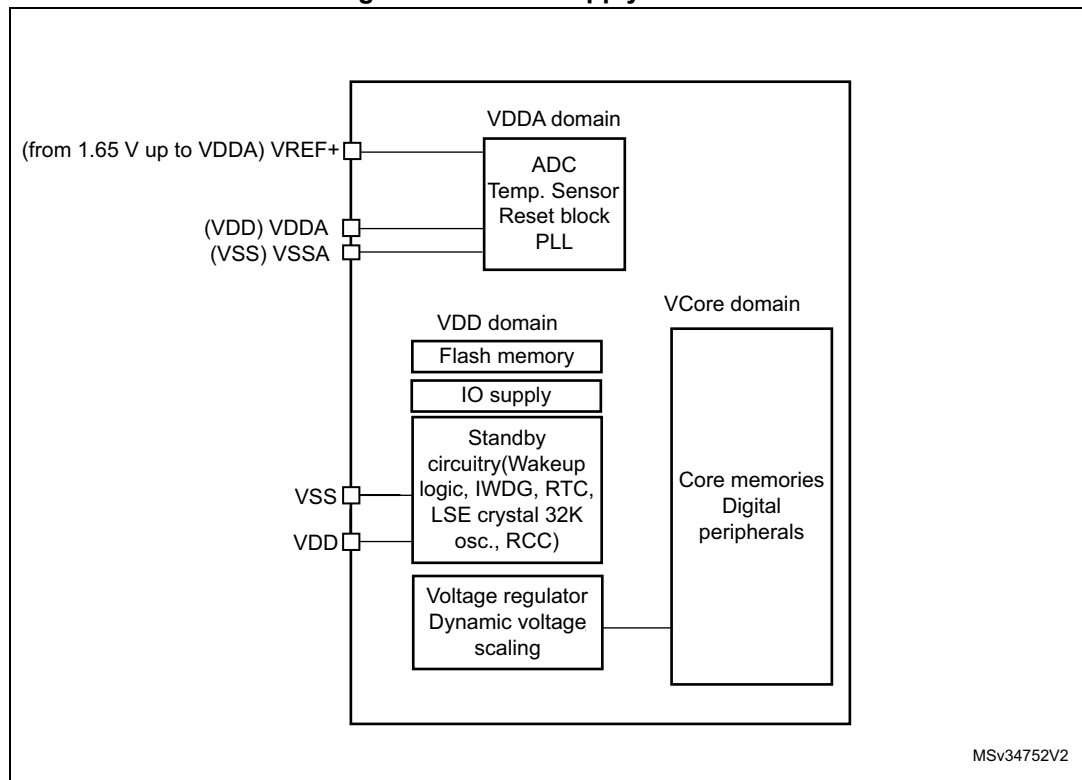 (from 1.65 V up to VDDA) VREF+
(VDD) VDDA
(VSS) VSSA
VDDA domain
ADC
Temp. Sensor
Reset block
PLL
VDD domain
Flash memory
IO supply
Standby
circuitry(Wakeup
logic, IWDG, RTC,
LSE crystal 32K
osc., RCC)
VSS
VDD
Voltage regulator
Dynamic voltage
scaling
VCore domain
Core memories
Digital
peripherals
MSv34752V2